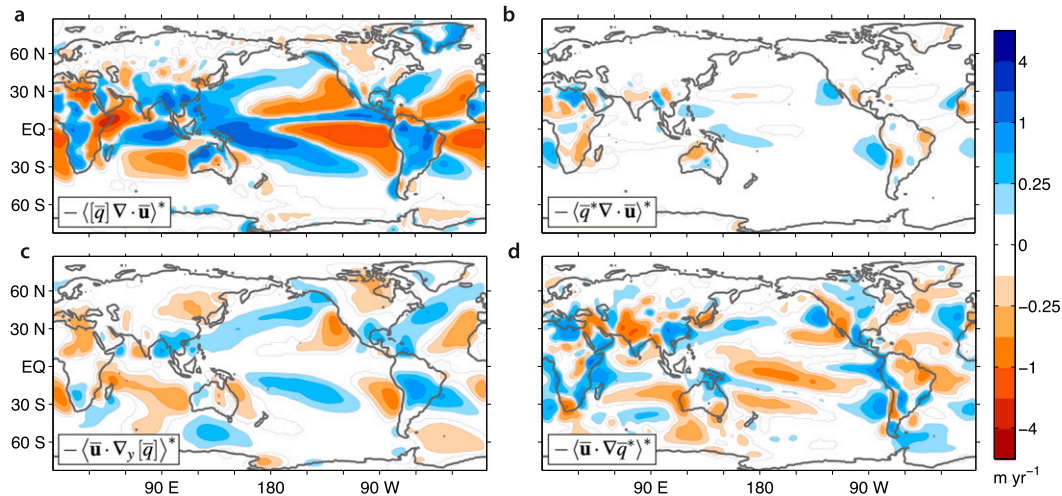 a
b
60 N
30 N
EQ
30 S
60 S
− ⟨[q̅] ∇ · u̅⟩*
− ⟨q̅* ∇ · u̅⟩*
4
1
0.25
0
−0.25
−1
−4
m yr⁻¹
c
d
60 N
30 N
EQ
30 S
60 S
− ⟨u̅ · ∇y [q̅]⟩*
− ⟨u̅ · ∇q̅*⟩*
90 E
180
90 W
90 E
180
90 W